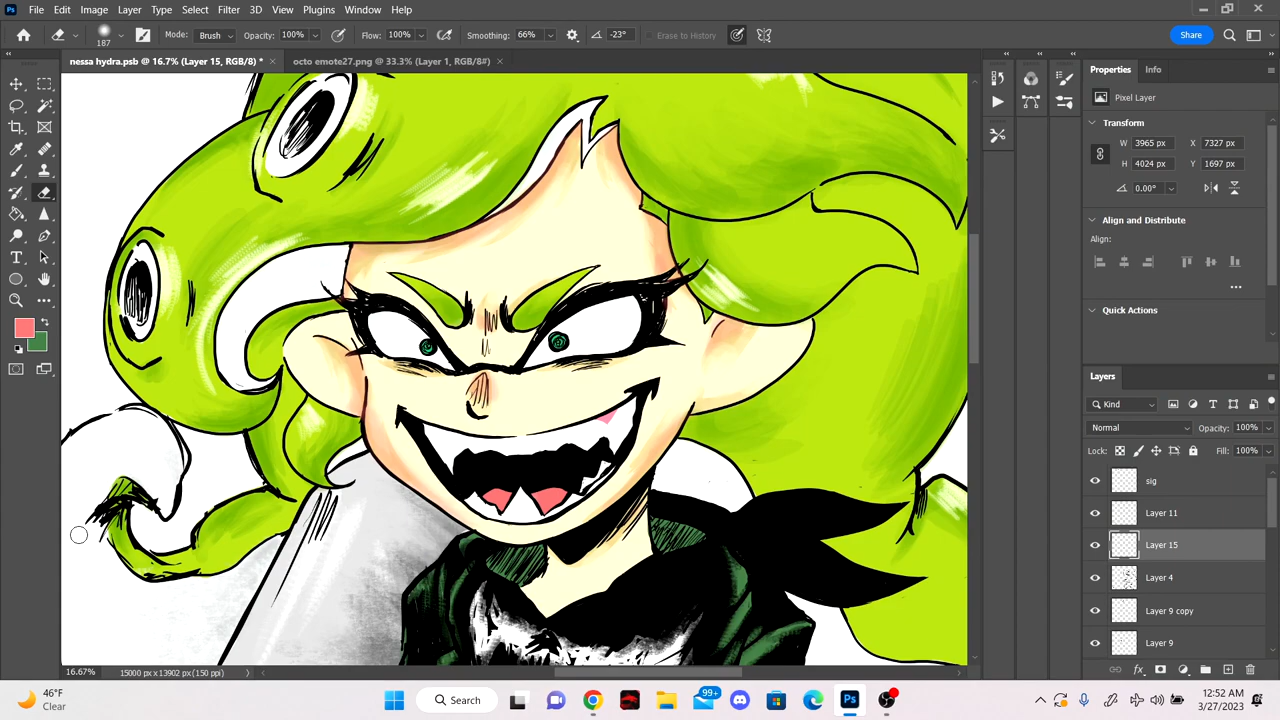 Ps File Edit Image Layer Type Select Filter 3D View Plugins Window Help
187 Mode: Brush Opacity: 100% Flow: 100% Smoothing: 66% -23° Erase to History Share
nessa hydra.psb @ 16.7% (Layer 15, RGB/8) * octo emote27.png @ 33.3% (Layer 1, RGB/8#)
Properties Info
Pixel Layer
Transform
W 3965 px X 7327 px
H 4024 px Y 1697 px
0.00°
Align and Distribute
Align:
Quick Actions
Layers
Kind
Normal Opacity: 100%
Lock: Fill: 100%
sig
Layer 11
Layer 15
Layer 4
Layer 9 copy
Layer 9
16.67% 15000 px x 13902 px (150 ppi)
46°F
Clear
Search
99+
Ps
12:52 AM
3/27/2023